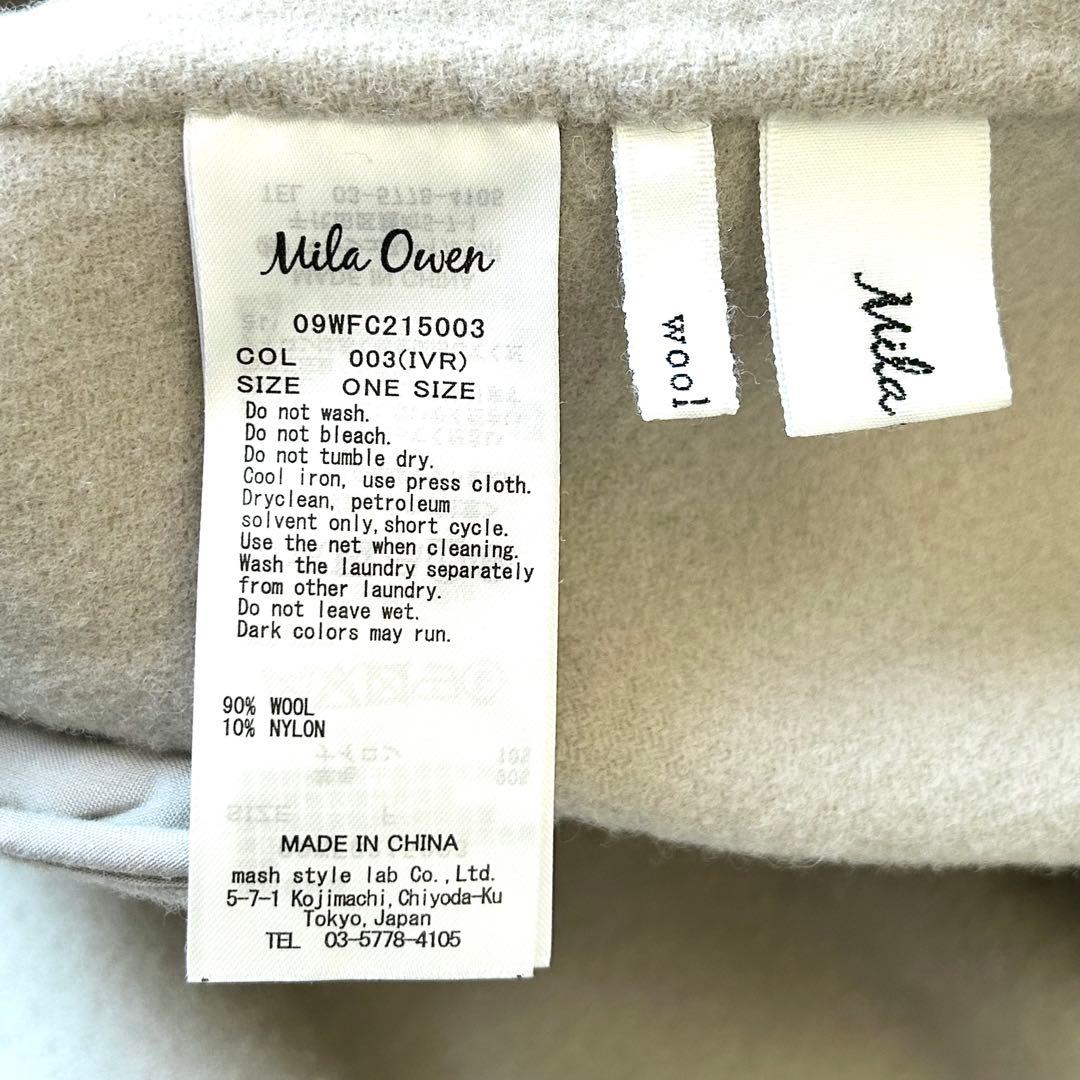 Mila Owen
09WFC215003
COL 003(IVR)
SIZE ONE SIZE
Do not wash.
Do not bleach.
Do not tumble dry.
Cool iron, use press cloth.
Dryclean, petroleum
solvent only,short cycle.
Use the net when cleaning.
Wash the laundry separately
from other laundry.
Do not leave wet.
Dark colors may run.
90% WOOL
10% NYLON
MADE IN CHINA
mash style lab Co.,Ltd.
5-7-1 Kojimachi,Chiyoda-Ku
Tokyo,Japan
TEL 03-5778-4105
wool
Mila